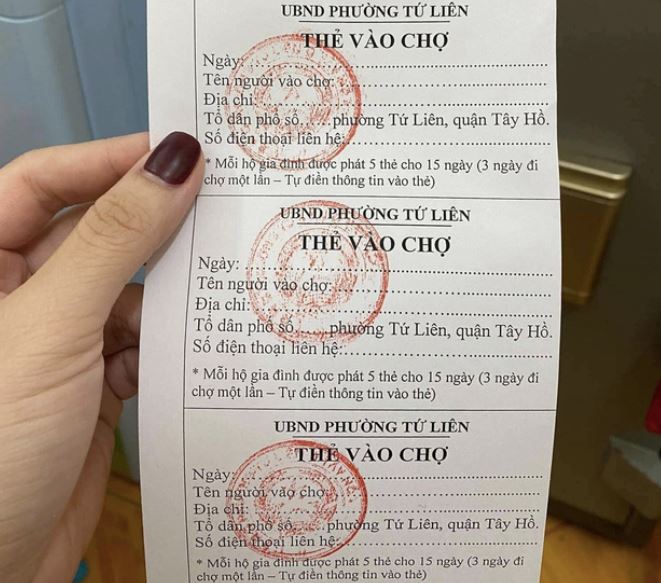 UBND PHƯỜNG TỨ LIÊN
THẺ VÀO CHỢ
Ngày:
Tên người vào chợ:
Địa chỉ:
Tổ dân phố số......phường Tứ Liên, quận Tây Hồ.
Số điện thoại liên hệ:
* Mỗi hộ gia đình được phát 5 thẻ cho 15 ngày (3 ngày đi
chợ một lần – Tự điền thông tin vào thẻ)
UBND PHƯỜNG TỨ LIÊN
THẺ VÀO CHỢ
Ngày:
Tên người vào chợ:
Địa chỉ:
Tổ dân phố số......phường Tứ Liên, quận Tây Hồ.
Số điện thoại liên hệ:
* Mỗi hộ gia đình được phát 5 thẻ cho 15 ngày (3 ngày đi
chợ một lần – Tự điền thông tin vào thẻ)
UBND PHƯỜNG TỨ LIÊN
THẺ VÀO CHỢ
Ngày:
Tên người vào chợ:
Địa chỉ:
Tổ dân phố số......phường Tứ Liên, quận Tây Hồ.
Số điện thoại liên hệ:
* Mỗi hộ gia đình được phát 5 thẻ cho 15 ngày (3 ngày đi
chợ một lần – Tự điền thông tin vào thẻ)